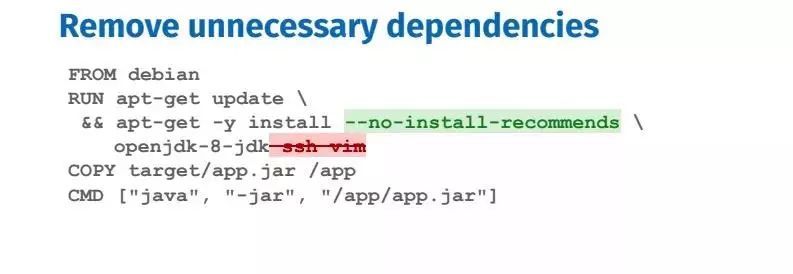 Remove unnecessary dependencies
FROM debian
RUN apt-get update \
&& apt-get -y install --no-install-recommends \
openjdk-8-jdk ssh vim
COPY target/app.jar /app
CMD ["java", "-jar", "/app/app.jar"]